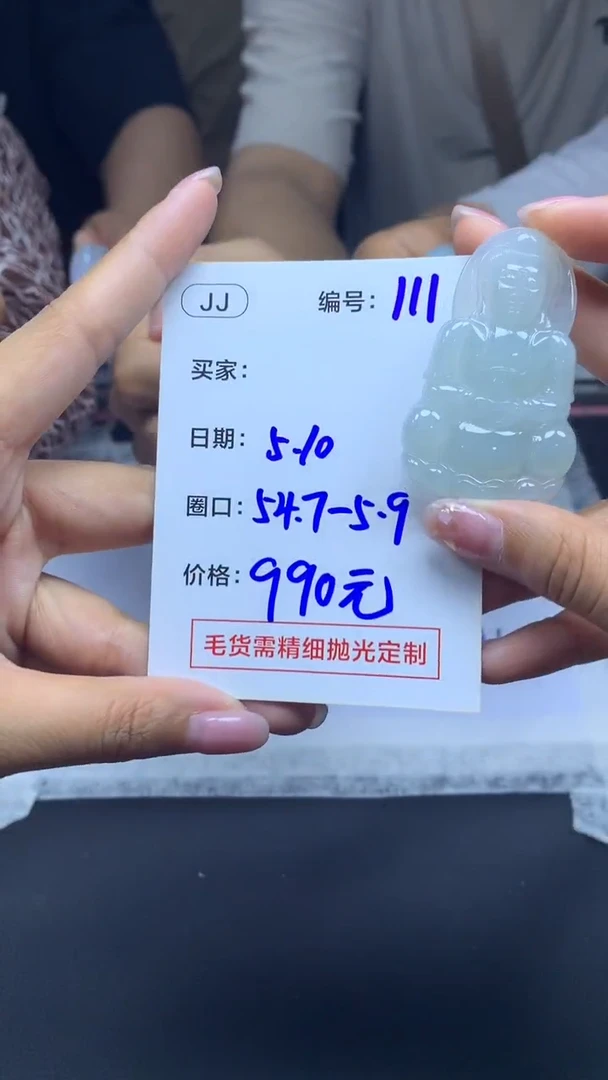 JJ 编号: 111
买家:
日期: 5.10
圈口: 54.7-5.9
价格: 990元
毛货需精细抛光定制